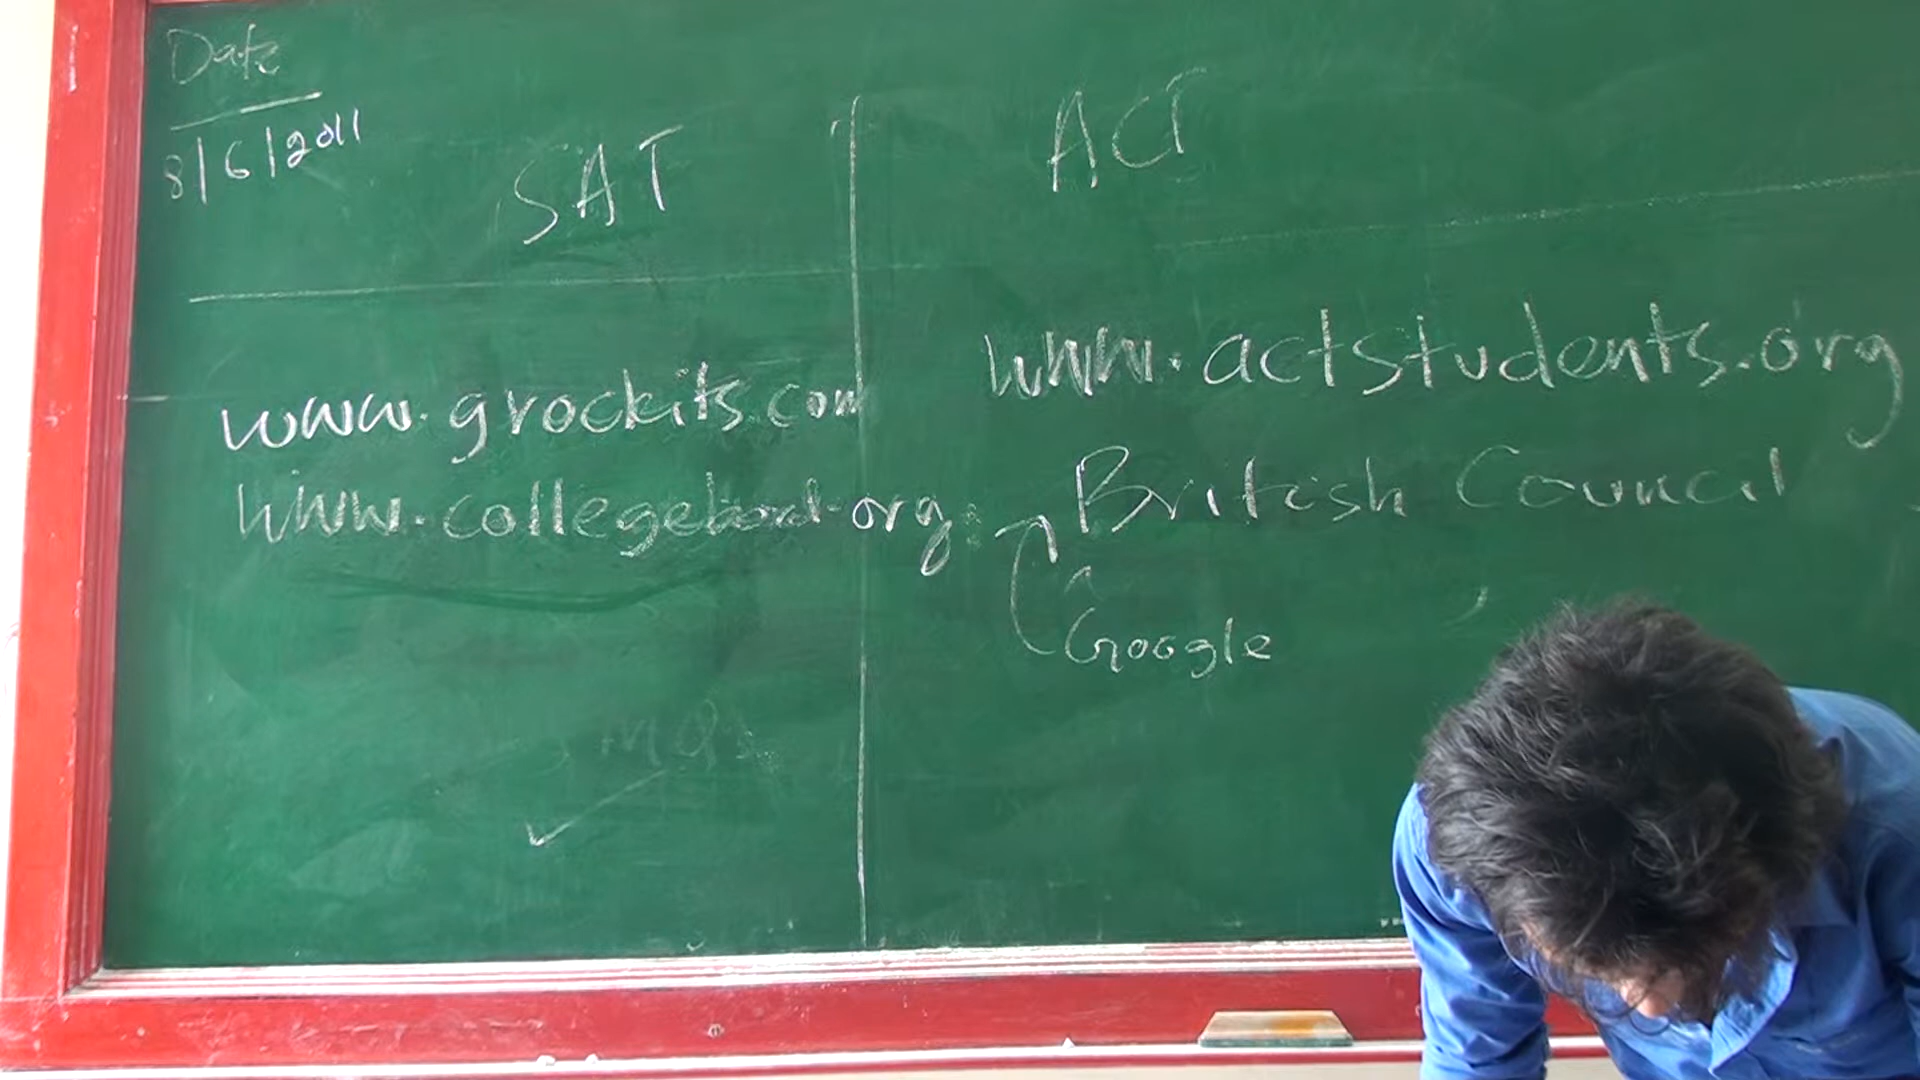 Date
8/6/2011
SAT
ACT
www.grockits.com
www.collegeboard.org
www.actstudents.org
British Council
Google